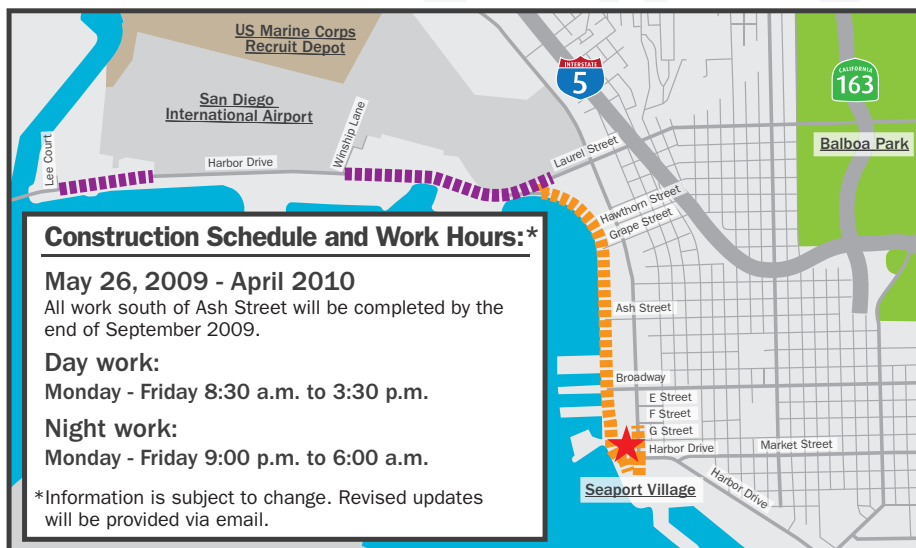 US Marine Corps
Recruit Depot
San Diego
International Airport
INTERSTATE
5
CALIFORNIA
163
Balboa Park
Lee Court
Harbor Drive
Winship Lane
Laurel Street
Hawthorn Street
Grape Street
Ash Street
Broadway
E Street
F Street
G Street
Harbor Drive
Market Street
Harbor Drive
Seaport Village
Construction Schedule and Work Hours:*
May 26, 2009 - April 2010
All work south of Ash Street will be completed by the
end of September 2009.
Day work:
Monday - Friday 8:30 a.m. to 3:30 p.m.
Night work:
Monday - Friday 9:00 p.m. to 6:00 a.m.
*Information is subject to change. Revised updates
will be provided via email.